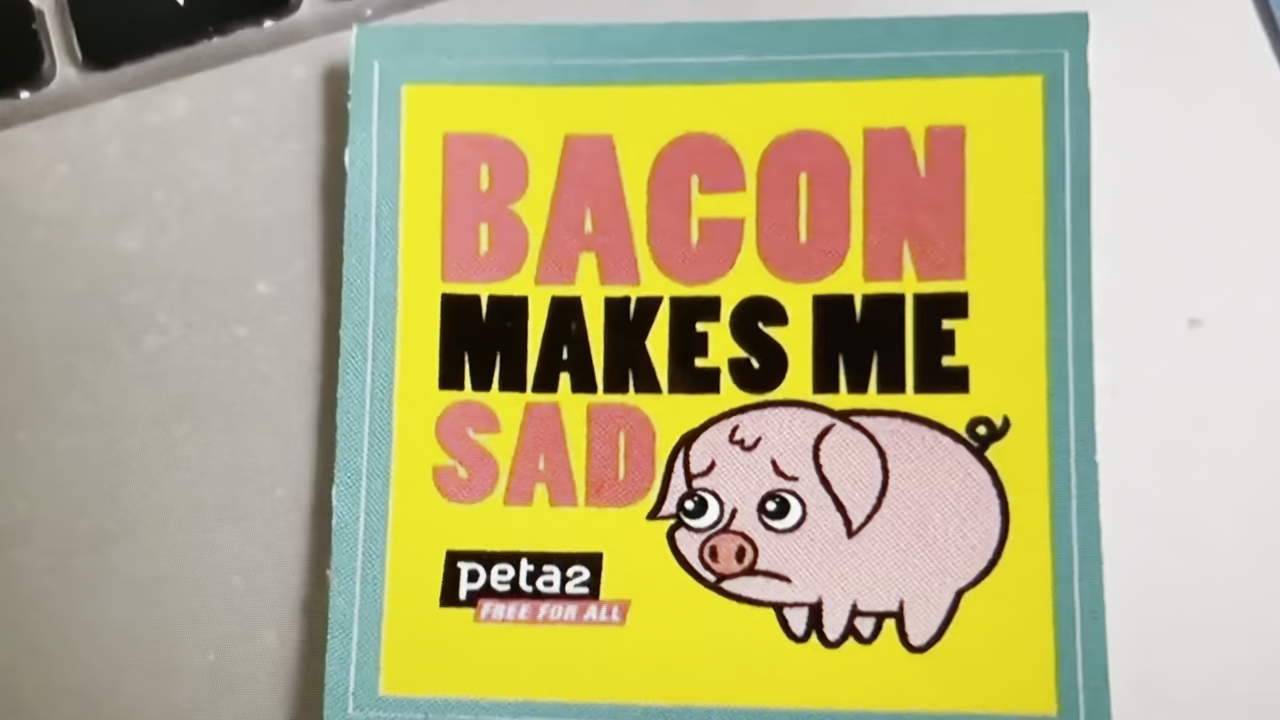 BACON
MAKES ME
SAD
peta2
FREE FOR ALL